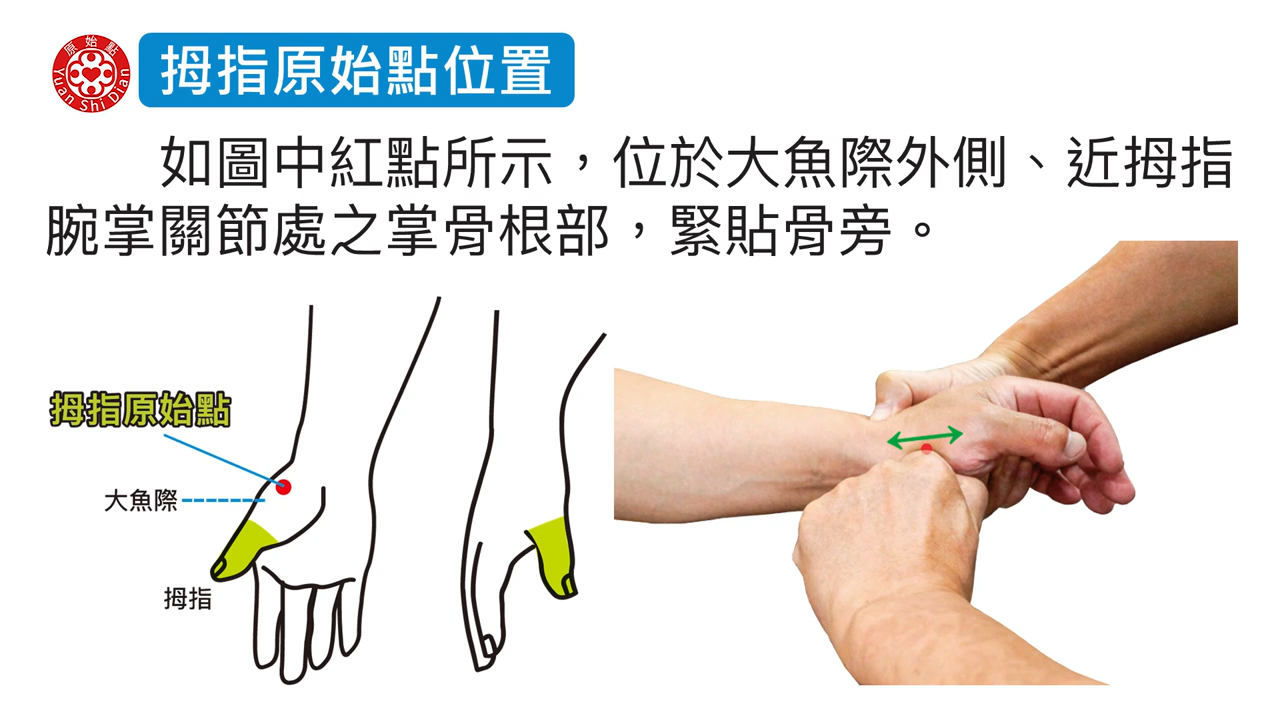 原始點
Yuan Shi Dian
拇指原始點位置
如圖中紅點所示，位於大魚際外側、近拇指
腕掌關節處之掌骨根部，緊貼骨旁。
拇指原始點
大魚際
拇指